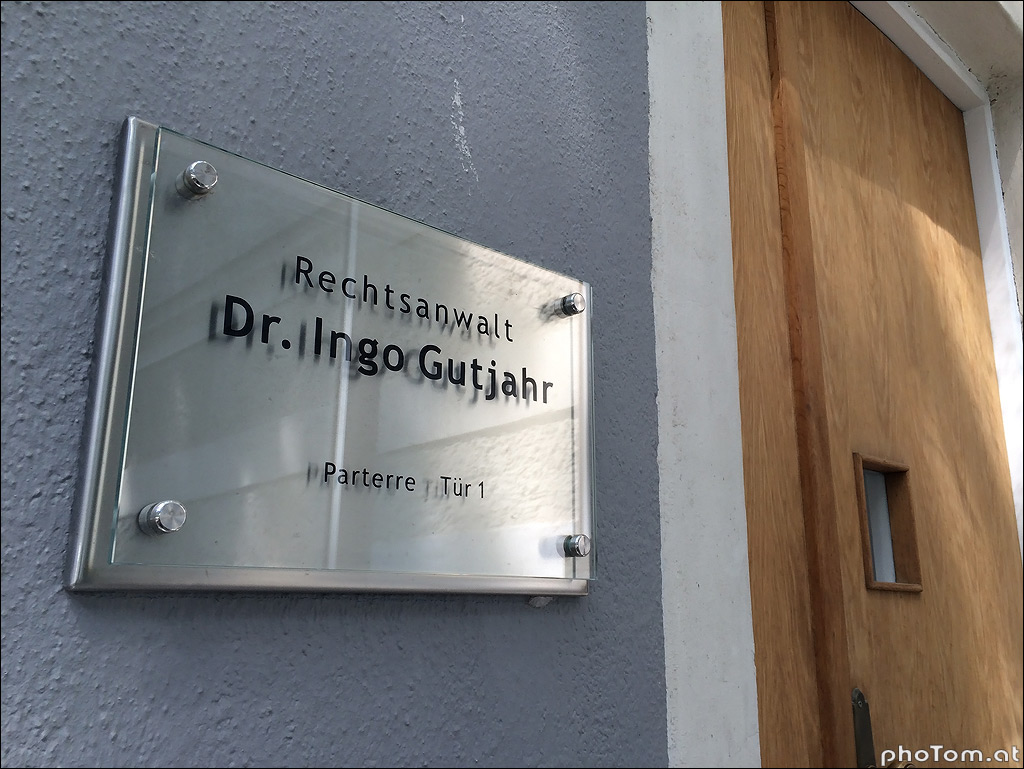 Rechtsanwalt
Dr. Ingo Gutjahr
Parterre Tür 1
phoTom.at